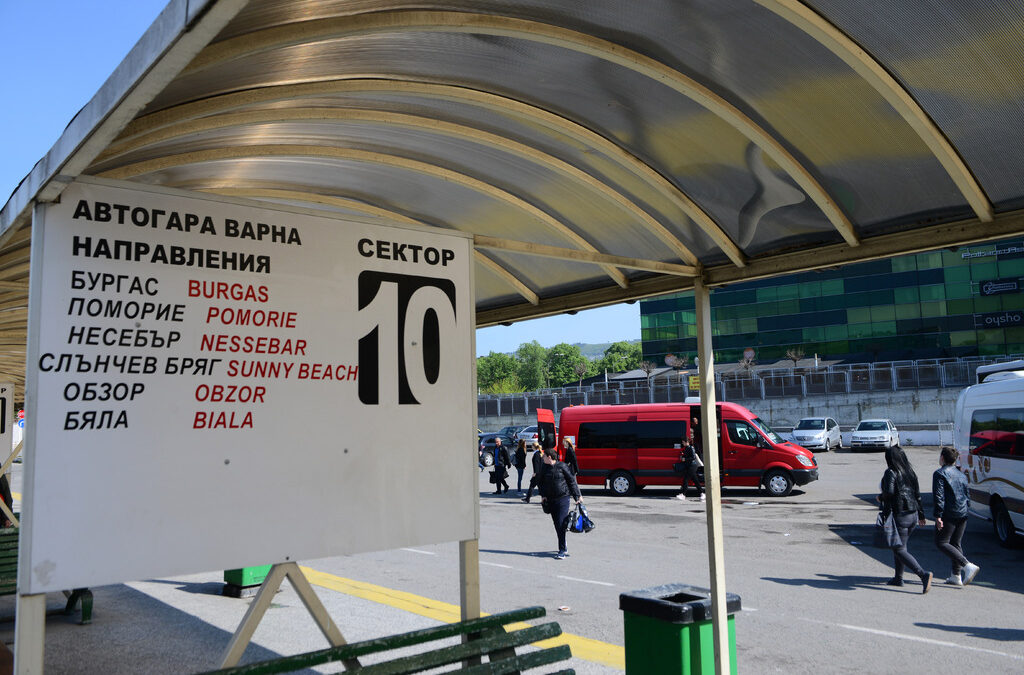 АВТОГАРА ВАРНА
НАПРАВЛЕНИЯ
СЕКТОР
10
БУРГАС BURGAS
ПОМОРИЕ POMORIE
НЕСЕБЪР NESSEBAR
СЛЪНЧЕВ БРЯГ SUNNY BEACH
ОБЗОР OBZOR
БЯЛА BIALA
oysho